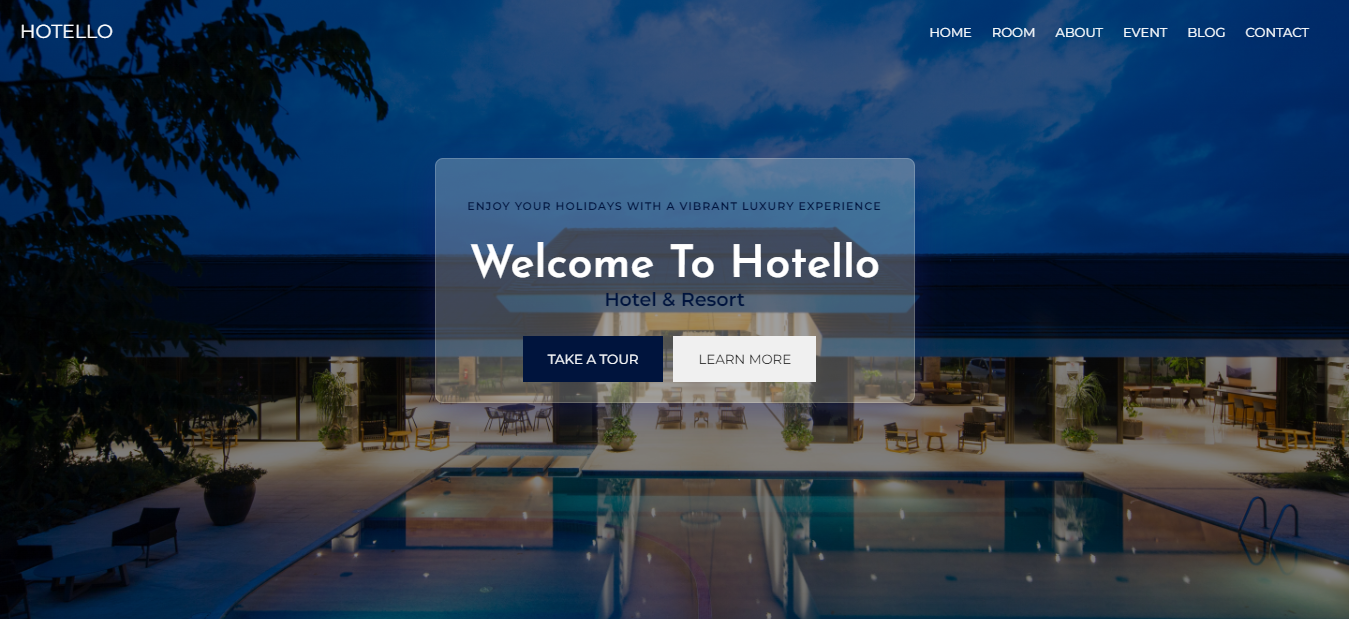 HOTELLO
HOME ROOM ABOUT EVENT BLOG CONTACT
ENJOY YOUR HOLIDAYS WITH A VIBRANT LUXURY EXPERIENCE
Welcome To Hotello
Hotel & Resort
TAKE A TOUR LEARN MORE